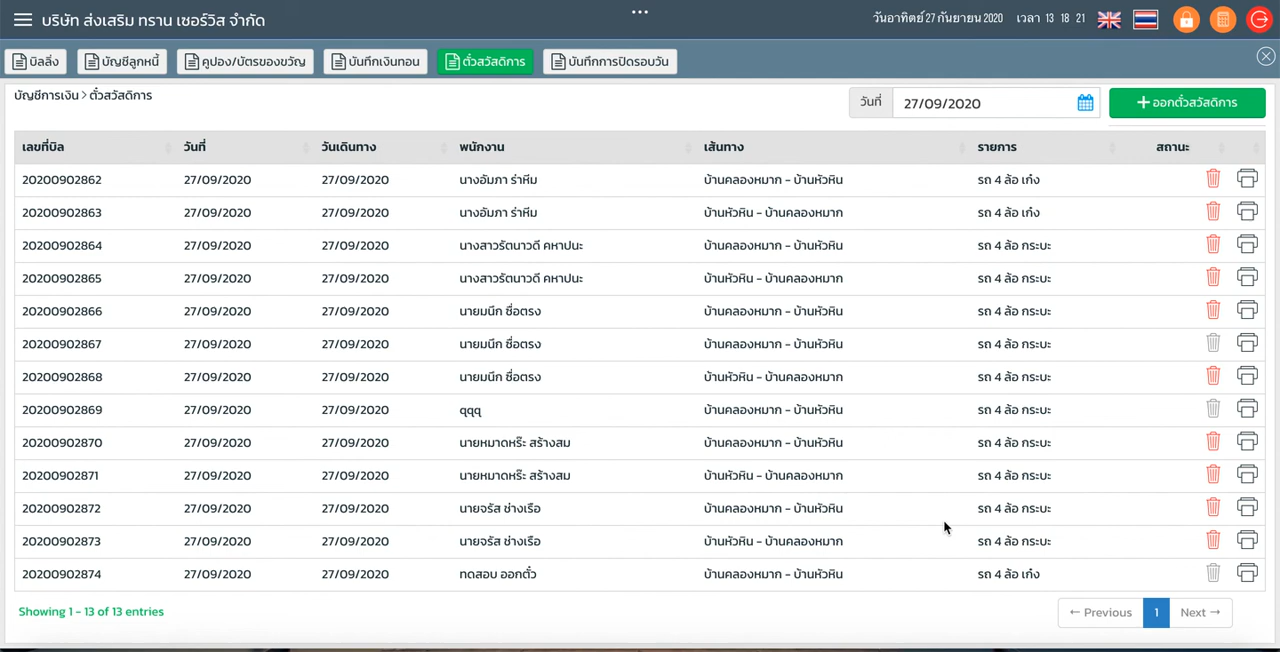 บริษัท ส่งเสริม ทราน เซอร์วิส จำกัด
วันอาทิตย์ 27 กันยายน 2020 เวลา 13 18 21
บิลลิ่ง บัญชีลูกหนี้ คูปอง/บัตรของขวัญ บันทึกเงินทอน ตั๋วสวัสดิการ บันทึกการปิดรอบวัน
บัญชีการเงิน > ตั๋วสวัสดิการ
วันที่ 27/09/2020 + ออกตั๋วสวัสดิการ
เลขที่บิล วันที่ วันเดินทาง พนักงาน เส้นทาง รายการ สถานะ
20200902862 27/09/2020 27/09/2020 นางอัมภา ร่าหีม บ้านคลองหมาก - บ้านหัวหิน รถ 4 ล้อ เก๋ง
20200902863 27/09/2020 27/09/2020 นางอัมภา ร่าหีม บ้านหัวหิน - บ้านคลองหมาก รถ 4 ล้อ เก๋ง
20200902864 27/09/2020 27/09/2020 นางสาวรัตนาวดี คหาปนะ บ้านคลองหมาก - บ้านหัวหิน รถ 4 ล้อ กระบะ
20200902865 27/09/2020 27/09/2020 นางสาวรัตนาวดี คหาปนะ บ้านหัวหิน - บ้านคลองหมาก รถ 4 ล้อ กระบะ
20200902866 27/09/2020 27/09/2020 นายมนึก ซื่อตรง บ้านคลองหมาก - บ้านหัวหิน รถ 4 ล้อ กระบะ
20200902867 27/09/2020 27/09/2020 นายมนึก ซื่อตรง บ้านคลองหมาก - บ้านหัวหิน รถ 4 ล้อ กระบะ
20200902868 27/09/2020 27/09/2020 นายมนึก ซื่อตรง บ้านหัวหิน - บ้านคลองหมาก รถ 4 ล้อ กระบะ
20200902869 27/09/2020 27/09/2020 ฤฤฤ บ้านคลองหมาก - บ้านหัวหิน รถ 4 ล้อ กระบะ
20200902870 27/09/2020 27/09/2020 นายหมาดหรี๊ะ สร้างสม บ้านคลองหมาก - บ้านหัวหิน รถ 4 ล้อ กระบะ
20200902871 27/09/2020 27/09/2020 นายหมาดหรี๊ะ สร้างสม บ้านหัวหิน - บ้านคลองหมาก รถ 4 ล้อ กระบะ
20200902872 27/09/2020 27/09/2020 นายจรัส ช่างเรือ บ้านคลองหมาก - บ้านหัวหิน รถ 4 ล้อ กระบะ
20200902873 27/09/2020 27/09/2020 นายจรัส ช่างเรือ บ้านหัวหิน - บ้านคลองหมาก รถ 4 ล้อ กระบะ
20200902874 27/09/2020 27/09/2020 ทดสอบ ออกตั๋ว บ้านคลองหมาก - บ้านหัวหิน รถ 4 ล้อ เก๋ง
Showing 1 - 13 of 13 entries
← Previous 1 Next →